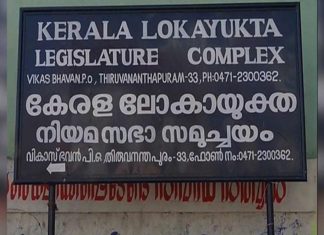 KERALA LOKAYUKTA
LEGISLATURE COMPLEX
VIKAS BHAVAN.P.O, THIRUVANANTHAPURAM-33, PH:0471-2300362.
കേരള ലോകായുക്ത
നിയമസഭാ സമുച്ചയം
വികാസ് ഭവൻ പി.ഒ, തിരുവനന്തപുരം-33.ഫോൺ നം:0471-2300362.